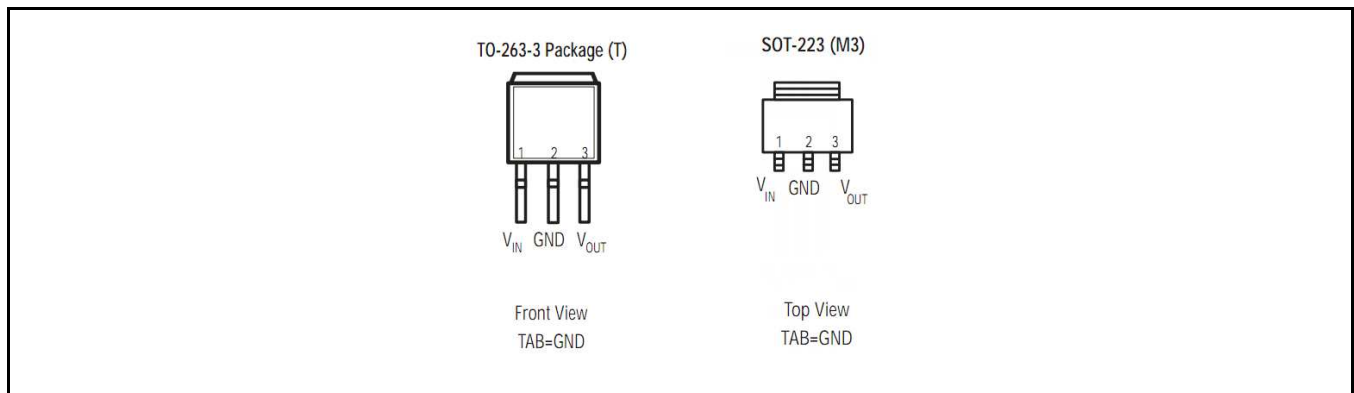 TO-263-3 Package (T)
1 2 3
VIN GND VOUT
Front View
TAB=GND
SOT-223 (M3)
1 2 3
VIN GND VOUT
Top View
TAB=GND